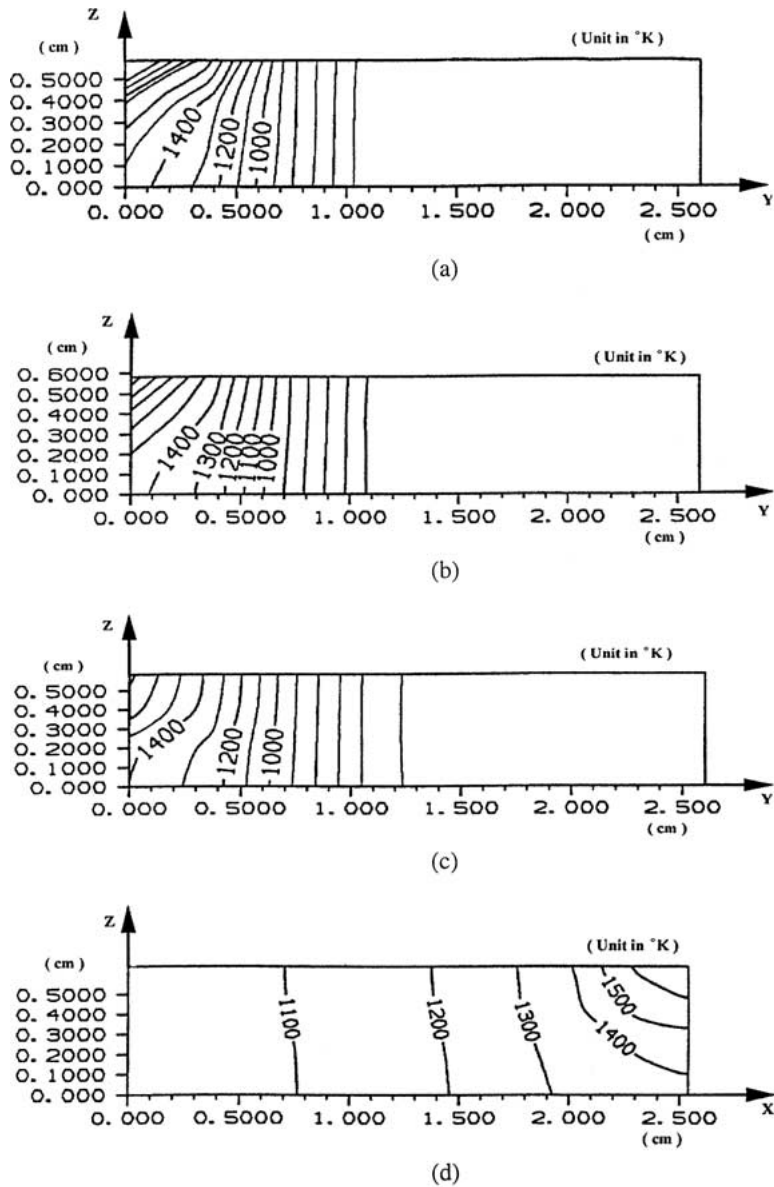 Z
( cm )
( Unit in °K )
0. 5000
0. 4000
0. 3000
0. 2000
0. 1000
0. 000
1400
1200
1000
0. 000 0. 5000 1. 000 1. 500 2. 000 2. 500
Y
( cm )
(a)
Z
( cm )
( Unit in °K )
0. 6000
0. 5000
0. 4000
0. 3000
0. 2000
0. 1000
0. 000
1400
1300
1200
1100
1000
0. 000 0. 5000 1. 000 1. 500 2. 000 2. 500
Y
( cm )
(b)
Z
( cm )
( Unit in °K )
0. 5000
0. 4000
0. 3000
0. 2000
0. 1000
0. 000
1400
1200
1000
0. 000 0. 5000 1. 000 1. 500 2. 000 2. 500
Y
( cm )
(c)
Z
( cm )
( Unit in °K )
0. 5000
0. 4000
0. 3000
0. 2000
0. 1000
0. 000
1100
1200
1300
1500
1400
0. 000 0. 5000 1. 000 1. 500 2. 000 2. 500
X
( cm )
(d)